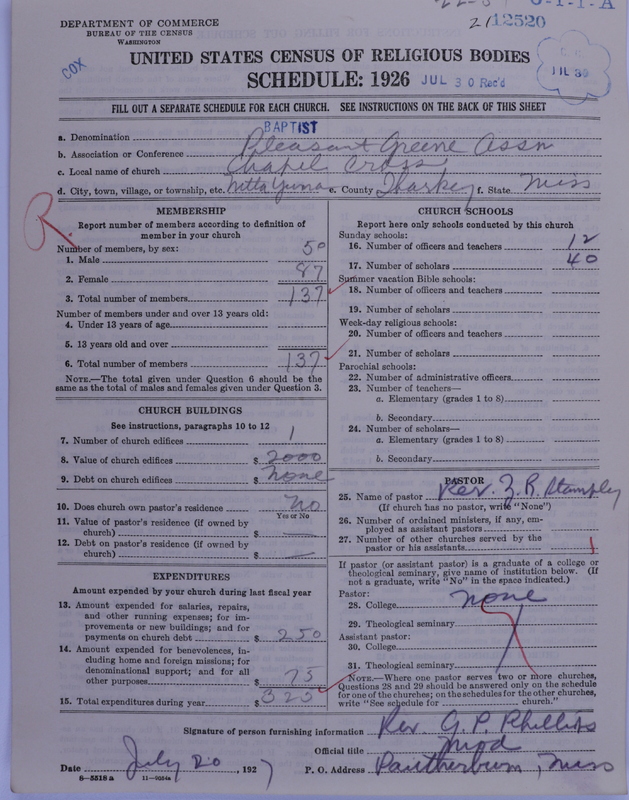 DEPARTMENT OF COMMERCE
BUREAU OF THE CENSUS
WASHINGTON
2/12520
COX
UNITED STATES CENSUS OF RELIGIOUS BODIES
SCHEDULE: 1926 JUL 30 Rec'd
FILL OUT A SEPARATE SCHEDULE FOR EACH CHURCH. SEE INSTRUCTIONS ON THE BACK OF THIS SHEET
a. Denomination BAPTIST
b. Association or Conference Pleasant Greene Assn
c. Local name of church Chapel Cross
d. City, town, village, or township, etc. Nitta Yuma e. County Sharkey f. State Miss
R
MEMBERSHIP
Report number of members according to definition of
member in your church
Number of members, by sex:
1. Male 50
2. Female 87
3. Total number of members 137
Number of members under and over 13 years old:
4. Under 13 years of age
5. 13 years old and over
6. Total number of members 137
NOTE.—The total given under Question 6 should be the
same as the total of males and females given under Question 3.
CHURCH BUILDINGS
See instructions, paragraphs 10 to 12
7. Number of church edifices 1
8. Value of church edifices $ 2000
9. Debt on church edifices $ None
10. Does church own pastor's residence No
Yes or No
11. Value of pastor's residence (if owned by
church) $ —
12. Debt on pastor's residence (if owned by
church) $ —
EXPENDITURES
Amount expended by your church during last fiscal year
13. Amount expended for salaries, repairs,
and other running expenses; for im-
provements or new buildings; and for
payments on church debt $ 250
14. Amount expended for benevolences, in-
cluding home and foreign missions; for
denominational support; and for all
other purposes 75
15. Total expenditures during year $ 325
CHURCH SCHOOLS
Report here only schools conducted by this church
Sunday schools:
16. Number of officers and teachers 12
17. Number of scholars 40
Summer vacation Bible schools:
18. Number of officers and teachers
19. Number of scholars
Week-day religious schools:
20. Number of officers and teachers
21. Number of scholars
Parochial schools:
22. Number of administrative officers
23. Number of teachers—
a. Elementary (grades 1 to 8)
b. Secondary
24. Number of scholars—
a. Elementary (grades 1 to 8)
b. Secondary
PASTOR
25. Name of pastor Rev. Z. R. Stampley
(If church has no pastor, write "None")
26. Number of ordained ministers, if any, em-
ployed as assistant pastors
27. Number of other churches served by the
pastor or his assistants 1
If pastor (or assistant pastor) is a graduate of a college or
theological seminary, give name of institution below. (If
not a graduate, write "No" in the space indicated.)
Pastor:
28. College none
29. Theological seminary
Assistant pastor:
30. College
31. Theological seminary
NOTE.—Where one pastor serves two or more churches,
Questions 28 and 29 should be answered only on the schedule
for one of the churches; on the schedules for the other churches,
write "See schedule for church."
Signature of person furnishing information Rev. G. P. Phillips
Official title Mod
Date July 20, 1927 P. O. Address Pantherburn, Miss
8-5518a 11-9024a